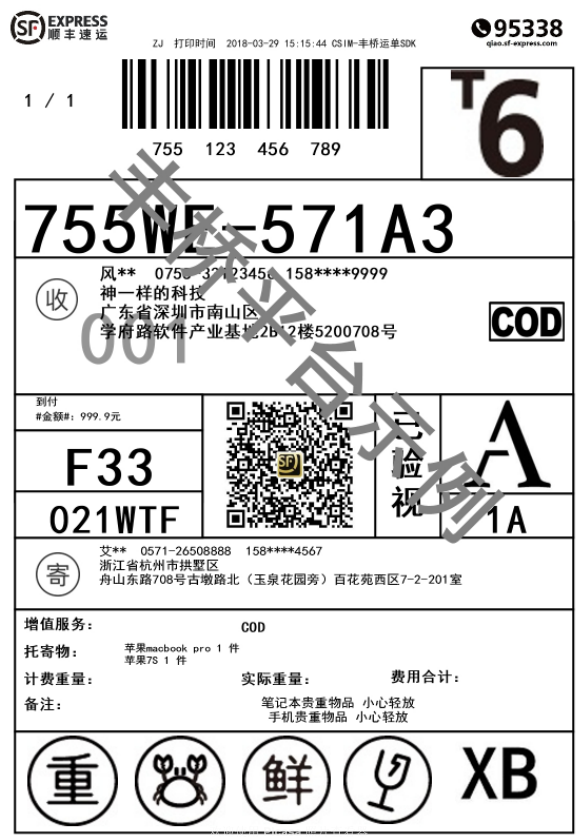 SF EXPRESS
顺丰速运
95338
qiao.sf-express.com
ZJ 打印时间 2018-03-29 15:15:44 CSIM-丰桥运单SDK
1 / 1
755 123 456 789
T6
755WE-571A3
收
风** 0755-33123456 158****9999
神一样的科技
广东省深圳市南山区
学府路软件产业基地2B12楼5200708号
COD
001
丰桥平台示例
到付
#金额#: 999.9元
F33
021WTF
SF
已验视
A
1A
寄
艾** 0571-26508888 158****4567
浙江省杭州市拱墅区
舟山东路708号古墩路北（玉泉花园旁）百花苑西区7-2-201室
增值服务: COD
托寄物: 苹果macbook pro 1 件
苹果7S 1 件
计费重量: 实际重量: 费用合计:
备注: 笔记本贵重物品 小心轻放
手机贵重物品 小心轻放
重
鲜
XB